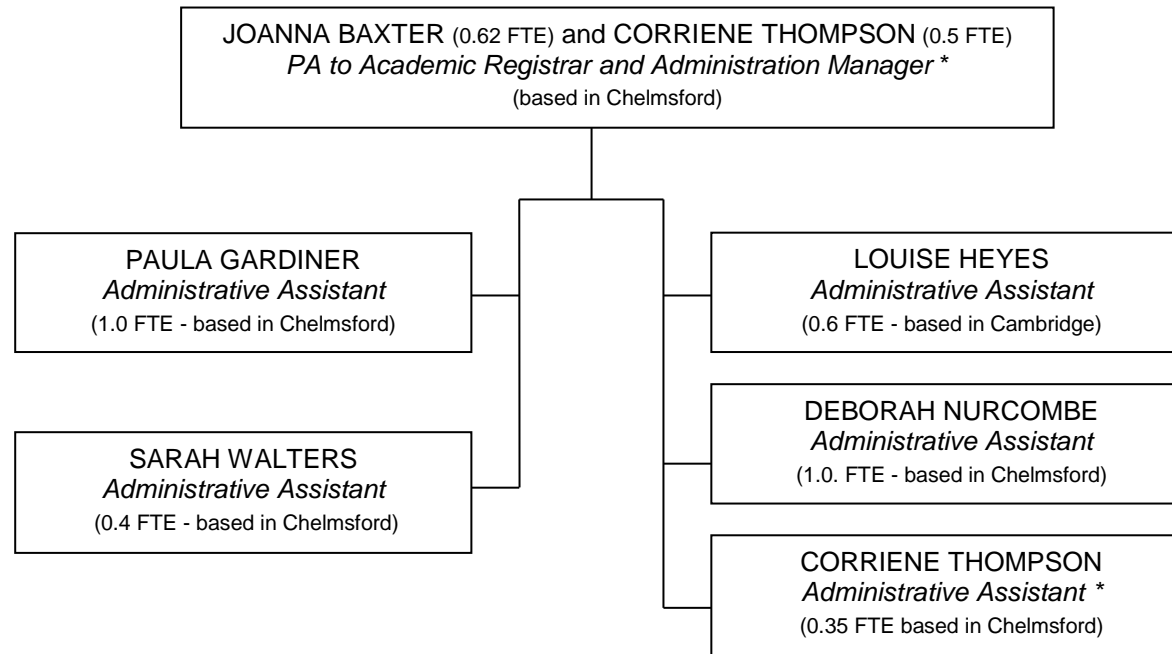 JOANNA BAXTER (0.62 FTE) and CORRIENE THOMPSON (0.5 FTE)
PA to Academic Registrar and Administration Manager *
(based in Chelmsford)
PAULA GARDINER
Administrative Assistant
(1.0 FTE - based in Chelmsford)
SARAH WALTERS
Administrative Assistant
(0.4 FTE - based in Chelmsford)
LOUISE HEYES
Administrative Assistant
(0.6 FTE - based in Cambridge)
DEBORAH NURCOMBE
Administrative Assistant
(1.0. FTE - based in Chelmsford)
CORRIENE THOMPSON
Administrative Assistant *
(0.35 FTE based in Chelmsford)